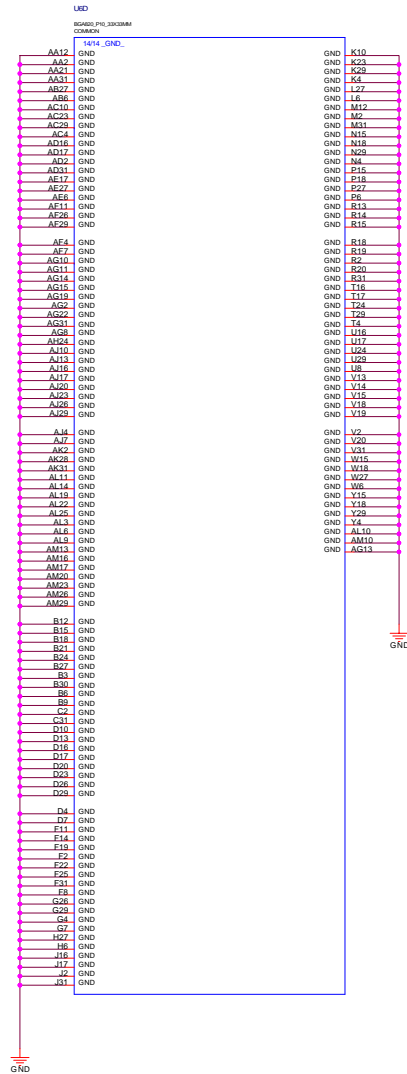 U6D
BGA820_P10_33X33MM
COMMON
14/14 _GND_
AA12 GND GND K10
AA2 GND GND K23
AA21 GND GND K29
AA31 GND GND K4
AB27 GND GND L27
AB6 GND GND L6
AC10 GND GND M12
AC23 GND GND M2
AC29 GND GND M31
AC4 GND GND N15
AD16 GND GND N18
AD17 GND GND N29
AD2 GND GND N4
AD31 GND GND P15
AE17 GND GND P18
AE27 GND GND P27
AE6 GND GND P6
AF11 GND GND R13
AF26 GND GND R14
AF29 GND GND R15
AF4 GND GND R18
AF7 GND GND R19
AG10 GND GND R2
AG11 GND GND R20
AG14 GND GND R31
AG15 GND GND T16
AG19 GND GND T17
AG2 GND GND T24
AG22 GND GND T29
AG31 GND GND T4
AG8 GND GND U16
AH24 GND GND U17
AJ10 GND GND U24
AJ13 GND GND U29
AJ16 GND GND U8
AJ17 GND GND V13
AJ20 GND GND V14
AJ23 GND GND V15
AJ26 GND GND V18
AJ29 GND GND V19
AJ4 GND GND V2
AJ7 GND GND V20
AK2 GND GND V31
AK28 GND GND W15
AK31 GND GND W18
AL11 GND GND W27
AL14 GND GND W6
AL19 GND GND Y15
AL22 GND GND Y18
AL25 GND GND Y29
AL3 GND GND Y4
AL6 GND GND AL10
AL9 GND GND AM10
AM13 GND GND AG13
AM16 GND
AM17 GND
AM20 GND
AM23 GND
AM26 GND
AM29 GND
B12 GND
B15 GND
B18 GND
GND
B21 GND
B24 GND
B27 GND
B3 GND
B30 GND
B6 GND
B9 GND
C2 GND
C31 GND
D10 GND
D13 GND
D16 GND
D17 GND
D20 GND
D23 GND
D26 GND
D29 GND
D4 GND
D7 GND
F11 GND
F14 GND
F19 GND
F2 GND
F22 GND
F25 GND
F31 GND
F8 GND
G26 GND
G29 GND
G4 GND
G7 GND
H27 GND
H6 GND
J16 GND
J17 GND
J2 GND
J31 GND
GND